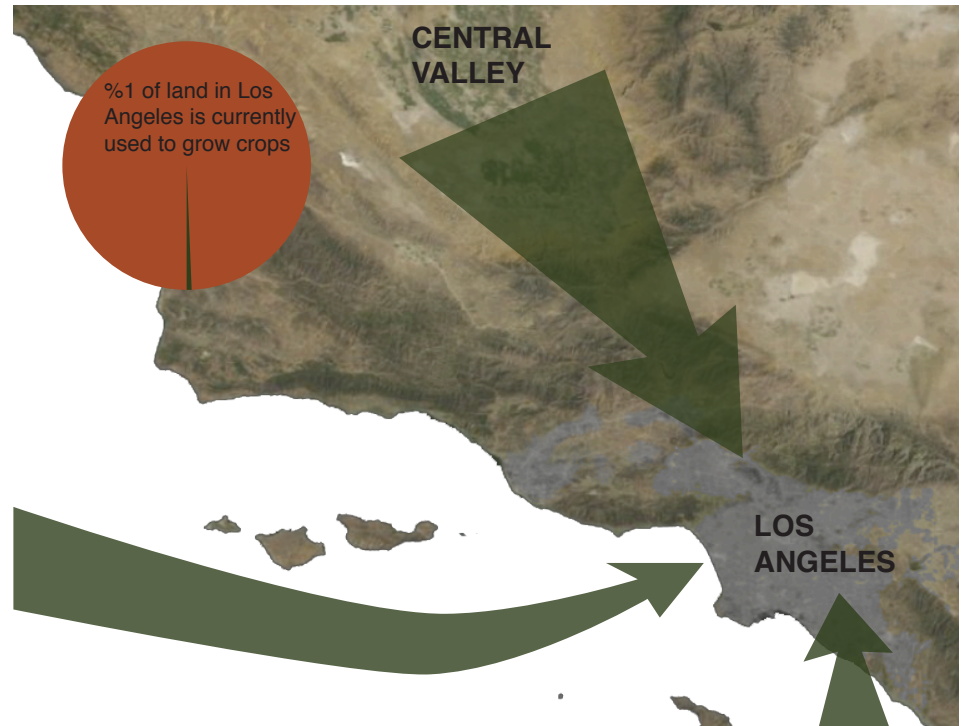 CENTRAL
VALLEY
%1 of land in Los
Angeles is currently
used to grow crops
LOS
ANGELES